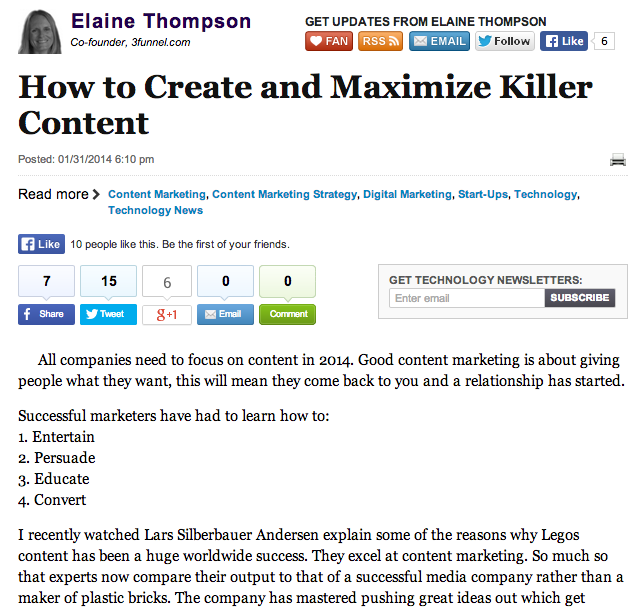 Elaine Thompson
Co-founder, 3funnel.com
GET UPDATES FROM ELAINE THOMPSON
FAN
RSS
EMAIL
Follow
Like
6
How to Create and Maximize Killer
Content
Posted: 01/31/2014 6:10 pm
Read more
Content Marketing, Content Marketing Strategy, Digital Marketing, Start-Ups, Technology,
Technology News
Like
10 people like this. Be the first of your friends.
7
15
6
0
0
Share
Tweet
g+1
Email
Comment
GET TECHNOLOGY NEWSLETTERS:
Enter email
SUBSCRIBE
All companies need to focus on content in 2014. Good content marketing is about giving
people what they want, this will mean they come back to you and a relationship has started.
Successful marketers have had to learn how to:
1. Entertain
2. Persuade
3. Educate
4. Convert
I recently watched Lars Silberbauer Andersen explain some of the reasons why Legos
content has been a huge worldwide success. They excel at content marketing. So much so
that experts now compare their output to that of a successful media company rather than a
maker of plastic bricks. The company has mastered pushing great ideas out which get